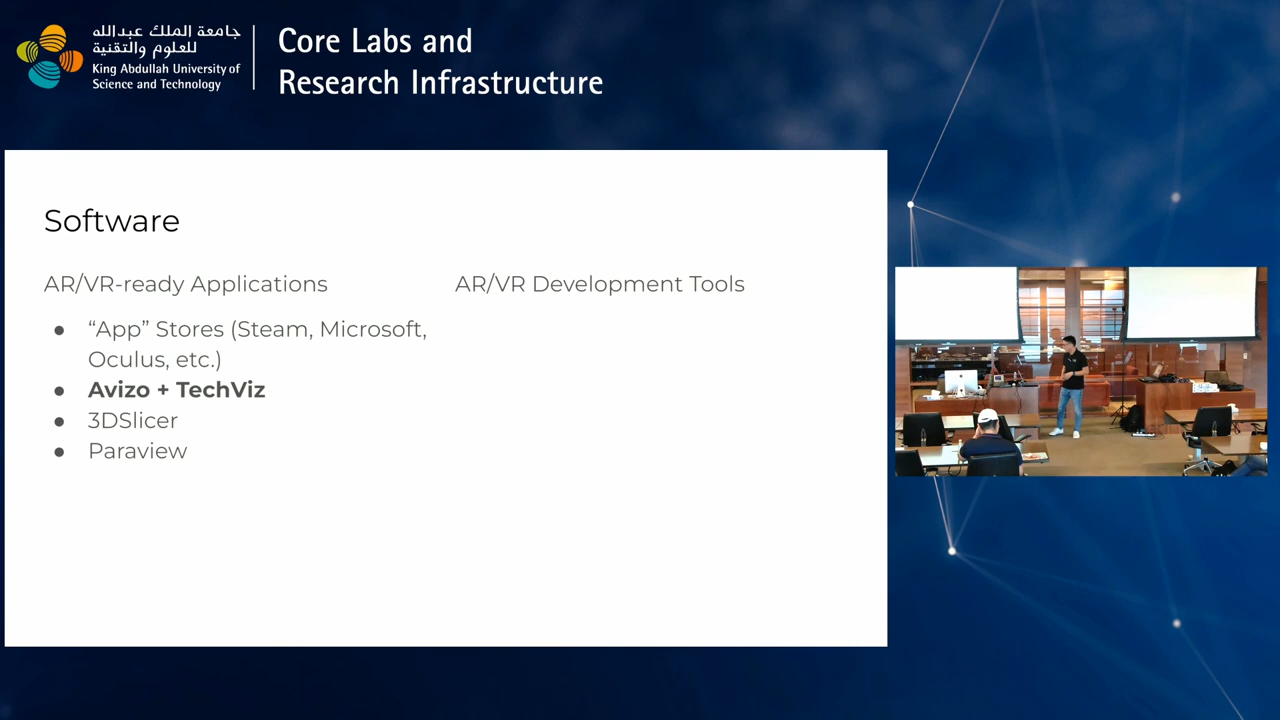 جامعة الملك عبدالله
للعلوم والتقنية
King Abdullah University of
Science and Technology
Core Labs and
Research Infrastructure
Software
AR/VR-ready Applications
● “App” Stores (Steam, Microsoft,
Oculus, etc.)
● Avizo + TechViz
● 3DSlicer
● Paraview
AR/VR Development Tools